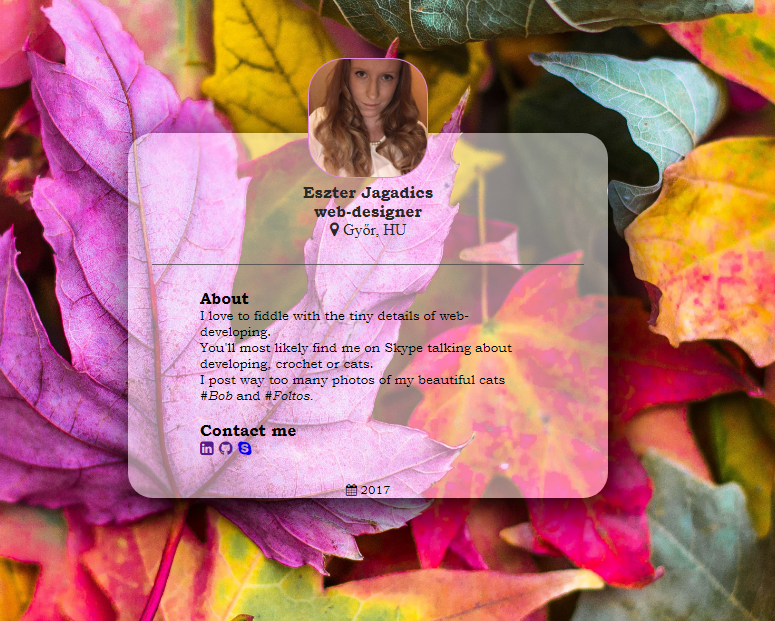 Eszter Jagadics
web-designer
Győr, HU
About
I love to fiddle with the tiny details of web-
developing.
You'll most likely find me on Skype talking about
developing, crochet or cats.
I post way too many photos of my beautiful cats
#Bob and #Foltos.
Contact me
2017